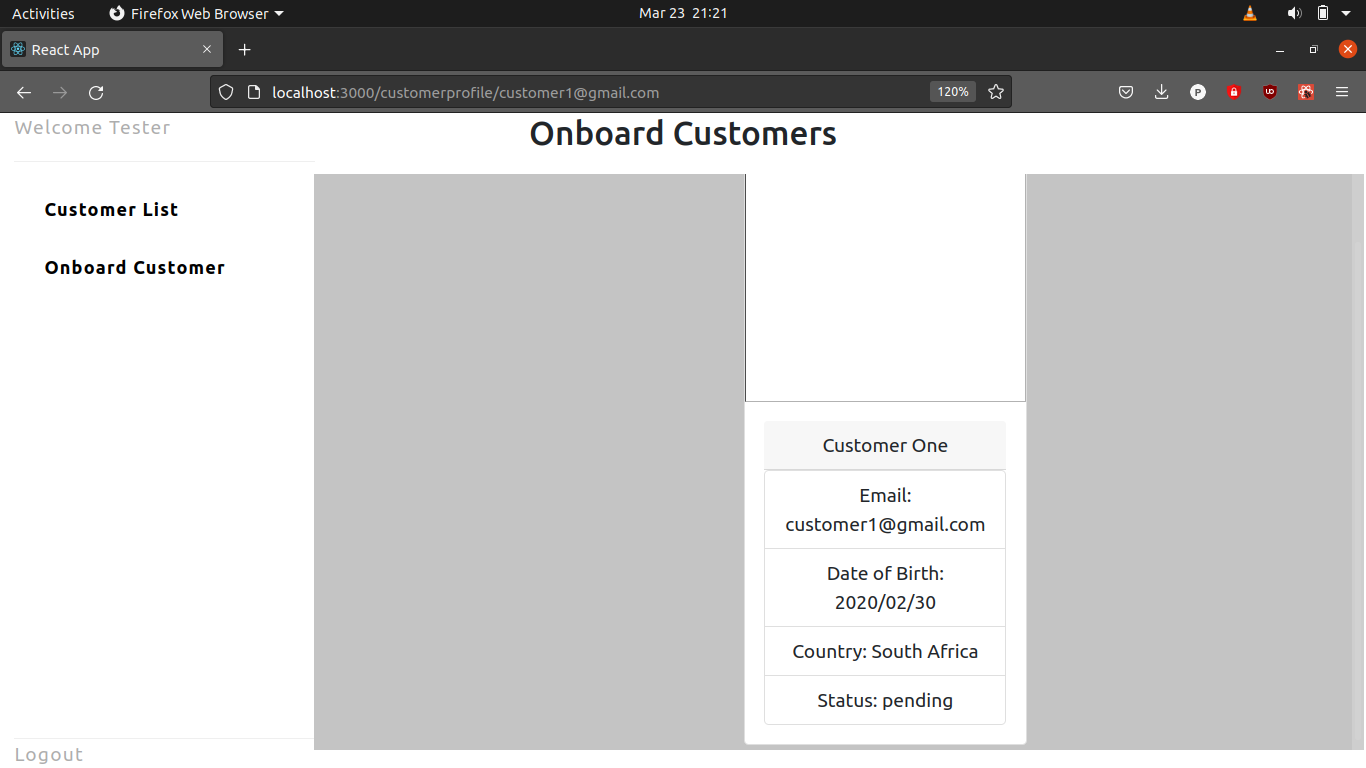 Activities
Firefox Web Browser
Mar 23 21:21
React App
localhost:3000/customerprofile/customer1@gmail.com
120%
P
UD
Welcome Tester
Onboard Customers
Customer List
Onboard Customer
Customer One
Email:
customer1@gmail.com
Date of Birth:
2020/02/30
Country: South Africa
Status: pending
Logout